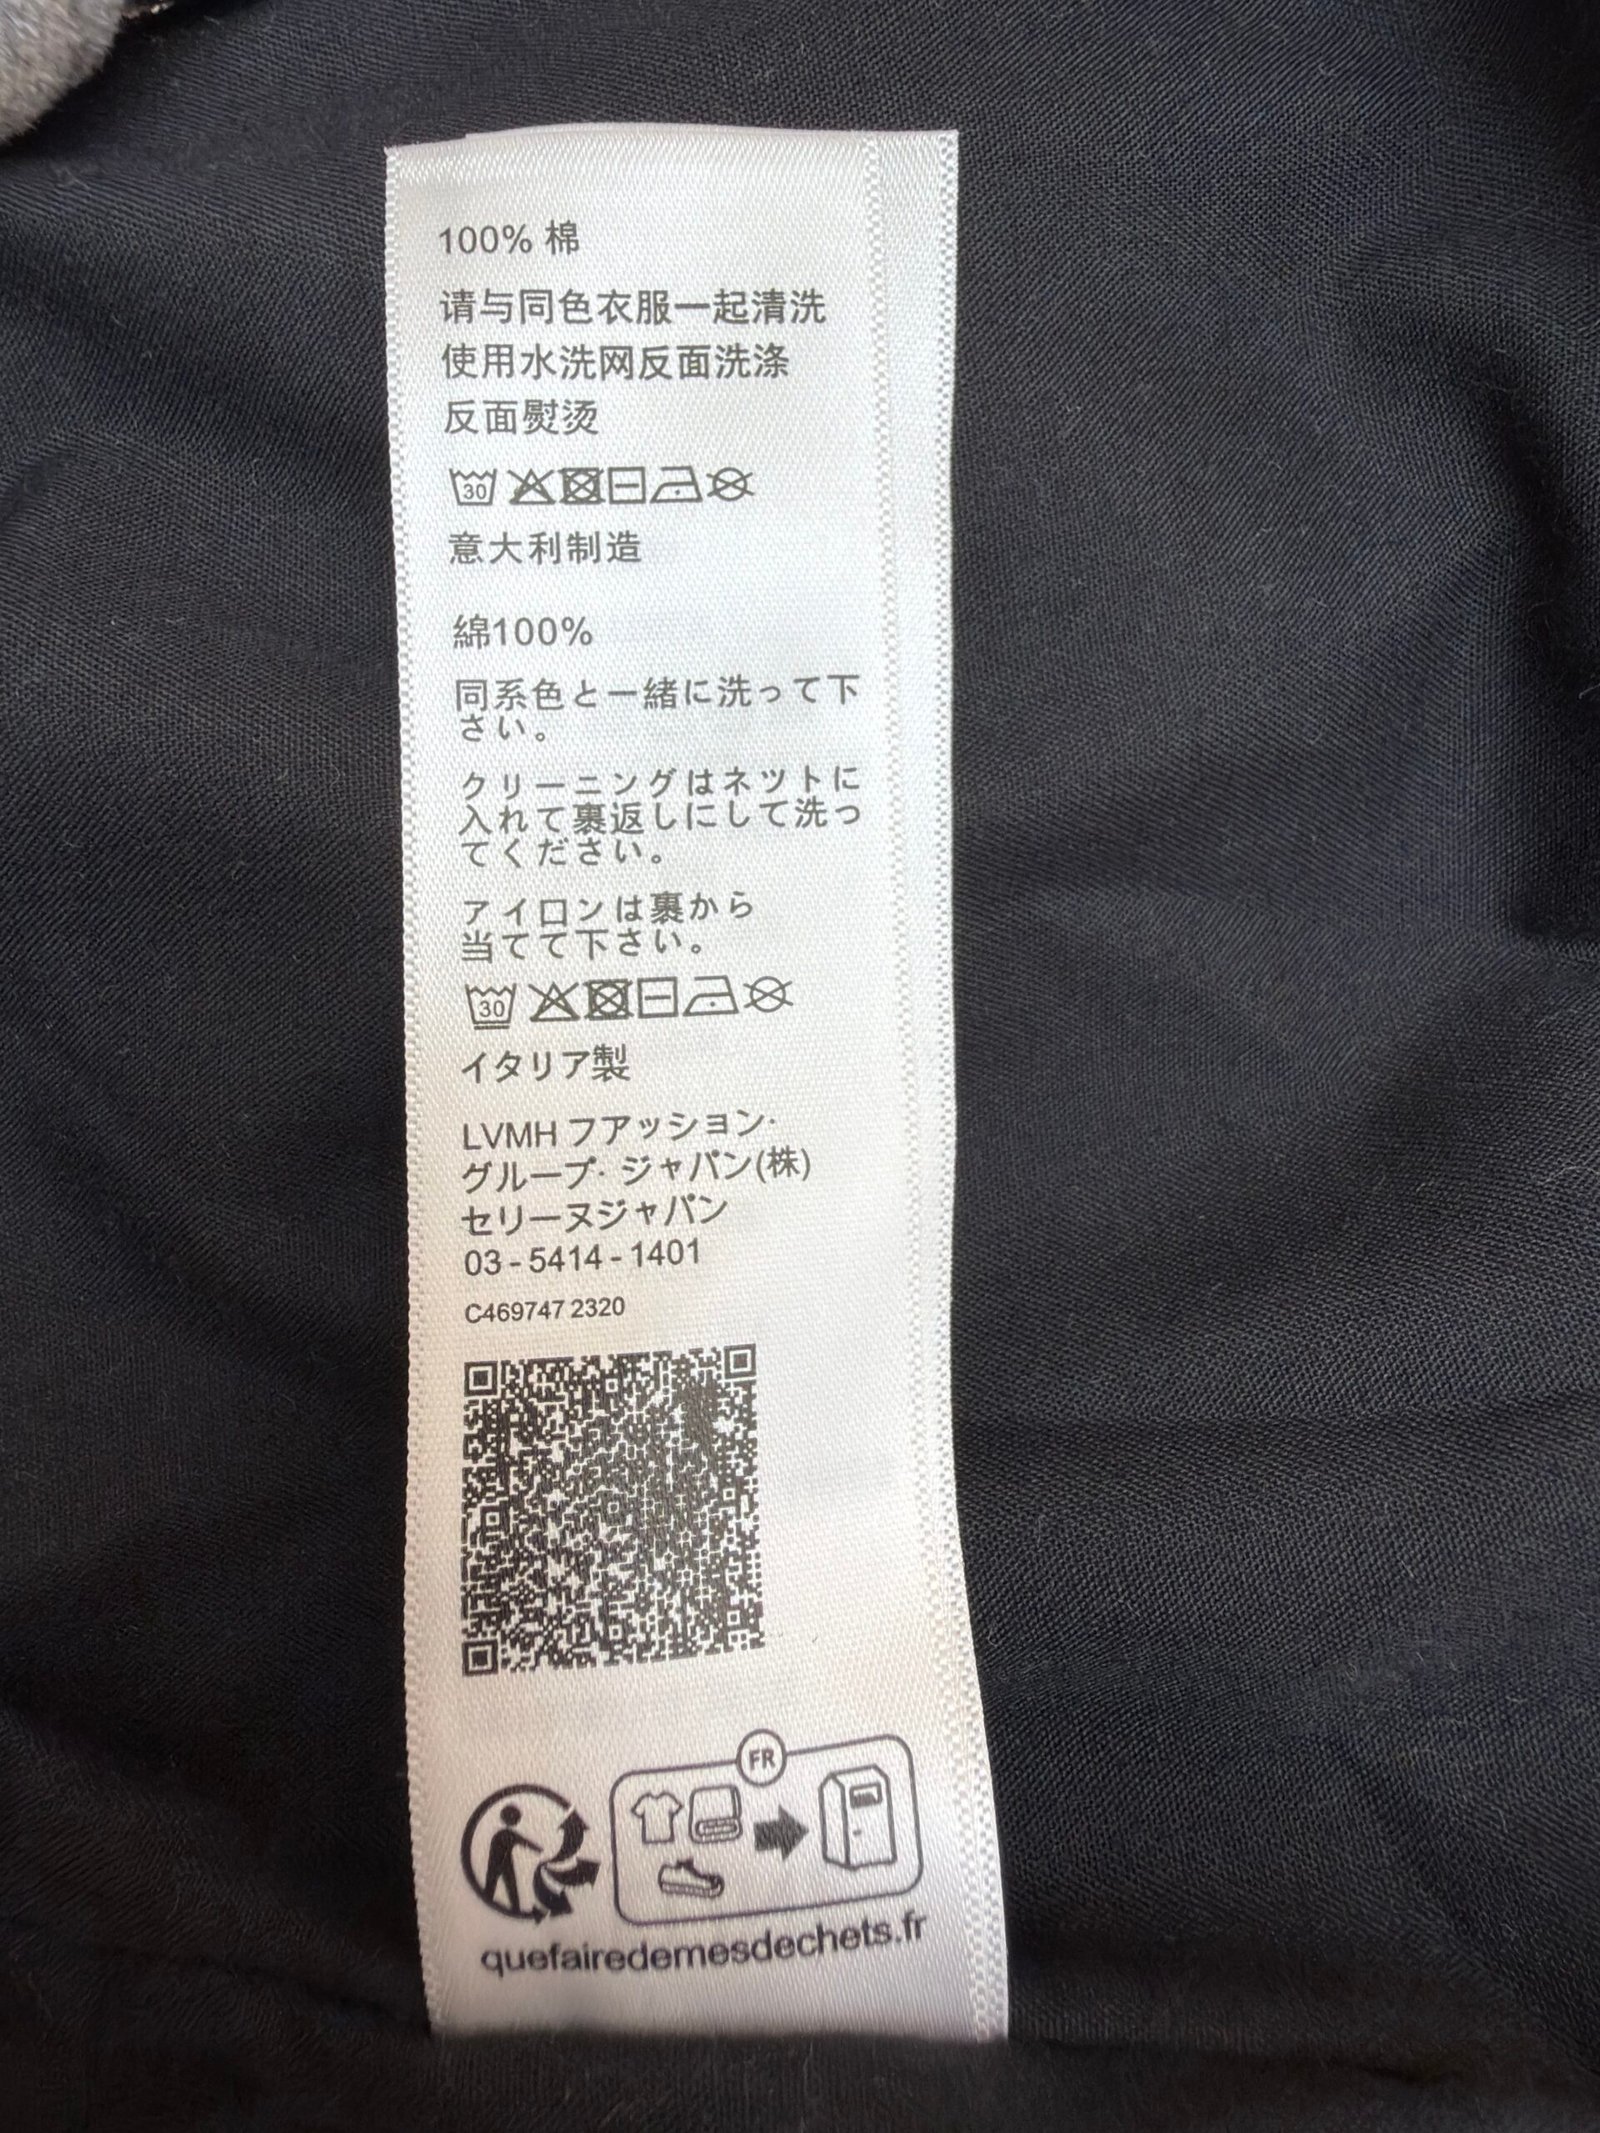 100% 棉
请与同色衣服一起清洗
使用水洗网反面洗涤
反面熨烫
30
意大利制造
綿100%
同系色と一緒に洗って下
さい。
クリーニングはネツトに
入れて裏返しにして洗っ
てください。
アイロンは裏から
当てて下さい。
30
イタリア製
LVMH フアッション·
グループ· ジャパン(株)
セリーヌジャパン
03-5414-1401
C469747 2320
FR
quefairedemesdechets.fr